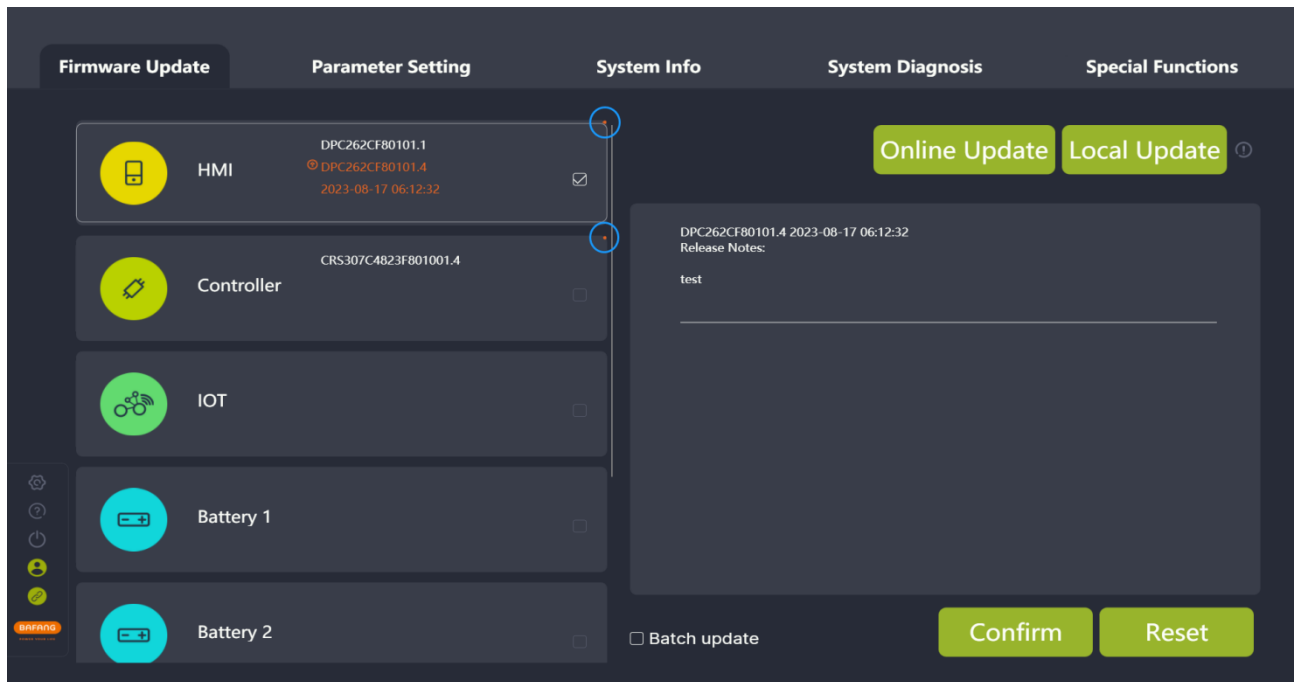 Firmware Update
Parameter Setting
System Info
System Diagnosis
Special Functions
HMI
DPC262CF80101.1
DPC262CF80101.4
2023-08-17 06:12:32
Controller
CRS307C4823F801001.4
IOT
Battery 1
Battery 2
BAFANG
Online Update
Local Update
DPC262CF80101.4 2023-08-17 06:12:32
Release Notes:
test
Batch update
Confirm
Reset